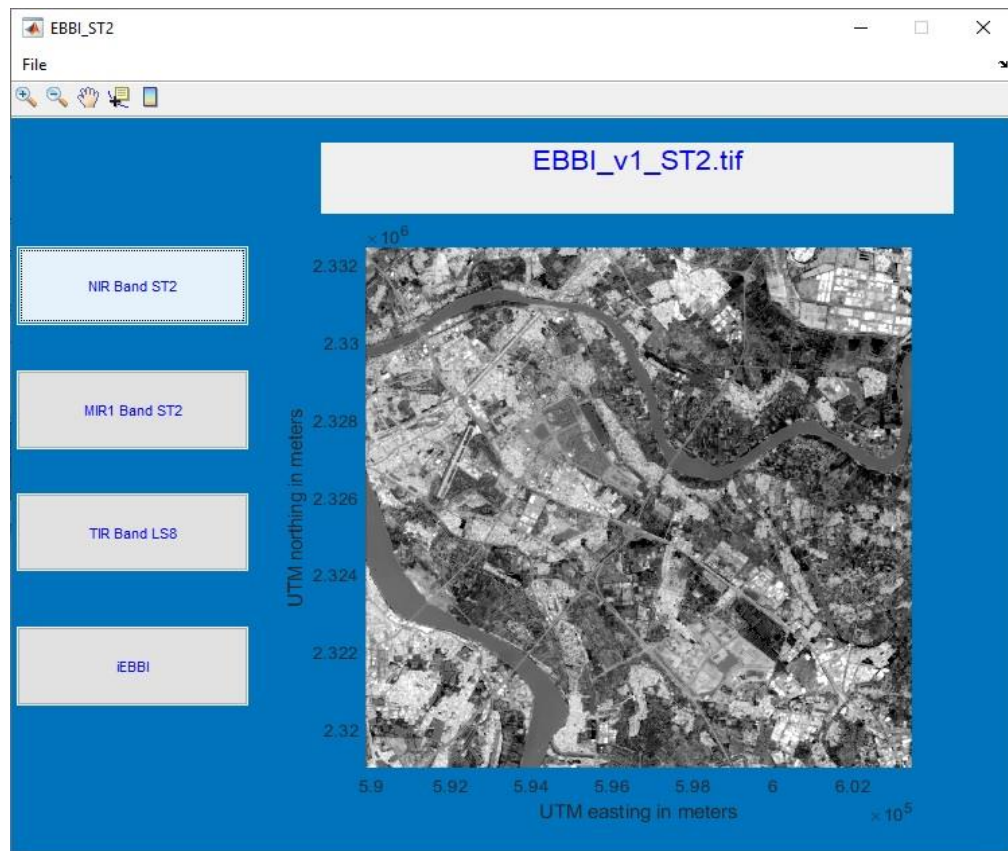 EBBI_ST2
File
EBBI_v1_ST2.tif
NIR Band ST2
MIR1 Band ST2
TIR Band LS8
iEBBI
× 10^6
2.332
2.33
2.328
2.326
2.324
2.322
2.32
UTM northing in meters
5.9 5.92 5.94 5.96 5.98 6 6.02
UTM easting in meters
× 10^5